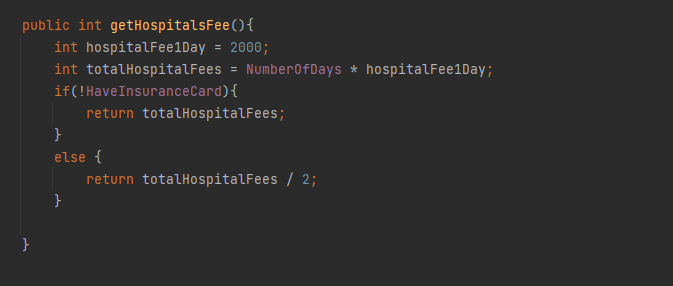 public int getHospitalsFee(){
    int hospitalFee1Day = 2000;
    int totalHospitalFees = NumberOfDays * hospitalFee1Day;
    if(!HaveInsuranceCard){
        return totalHospitalFees;
    }
    else {
        return totalHospitalFees / 2;
    }
}